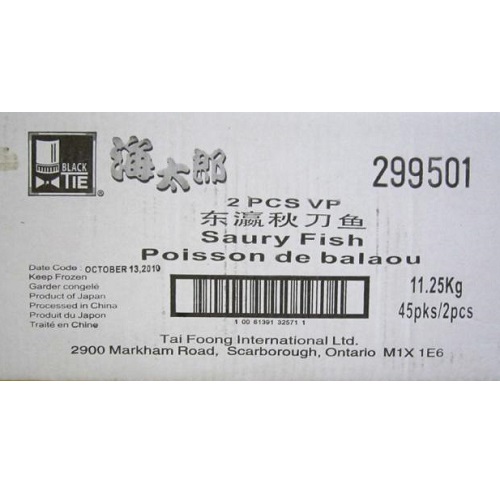 BLACK
TIE
®
海太郎
299501
2 PCS VP
东瀛秋刀鱼
Saury Fish
Poisson de balaou
Date Code : OCTOBER 13,2019
Keep Frozen
Garder congelé
Product of Japan
Processed in China
Produit du Japon
Traité en Chine
1 00 61391 32571 1
11.25Kg
45pks/2pcs
Tai Foong International Ltd.
2900 Markham Road, Scarborough, Ontario M1X 1E6